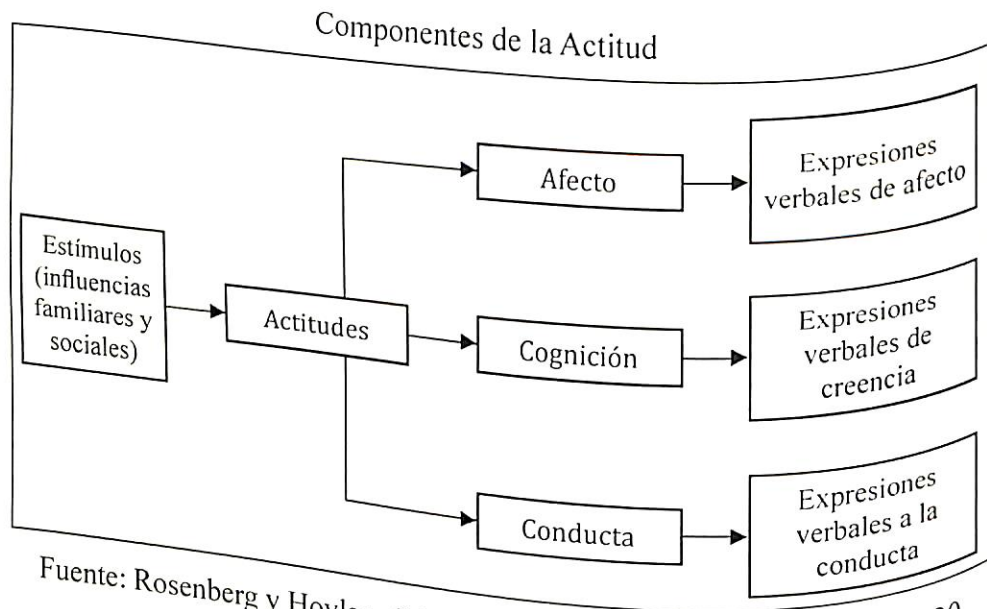 Componentes de la Actitud
Estímulos
(influencias
familiares y
sociales)
Actitudes
Afecto
Cognición
Conducta
Expresiones
verbales de afecto
Expresiones
verbales de
creencia
Expresiones
verbales a la
conducta
Fuente: Rosenberg y